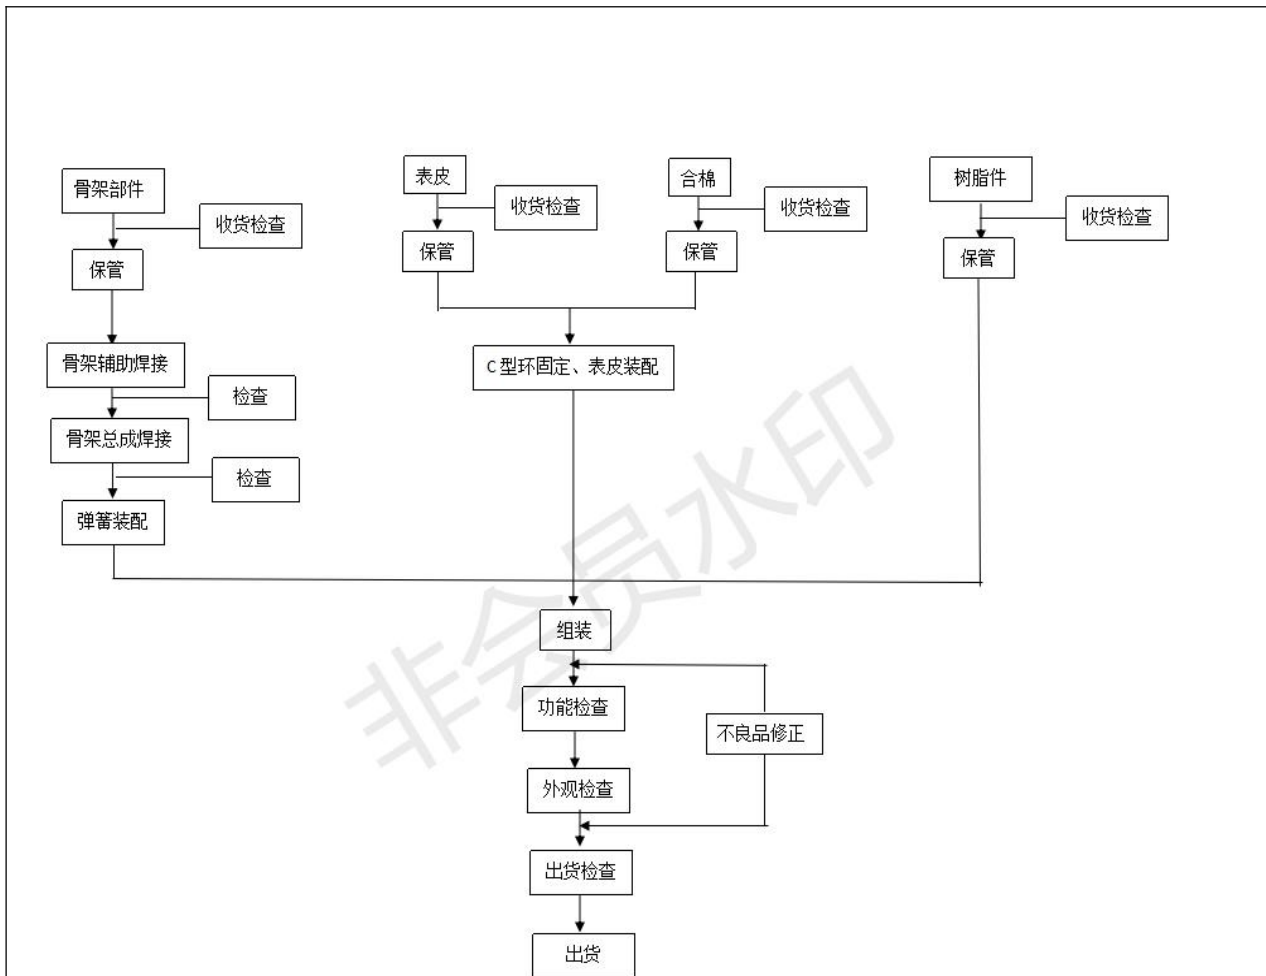 表皮
合棉
树脂件
骨架部件
收货检查
收货检查
收货检查
收货检查
保管
保管
保管
保管
骨架辅助焊接
C型环固定、表皮装配
检查
骨架总成焊接
检查
弹簧装配
组装
功能检查
不良品修正
外观检查
出货检查
出货
非会员水印